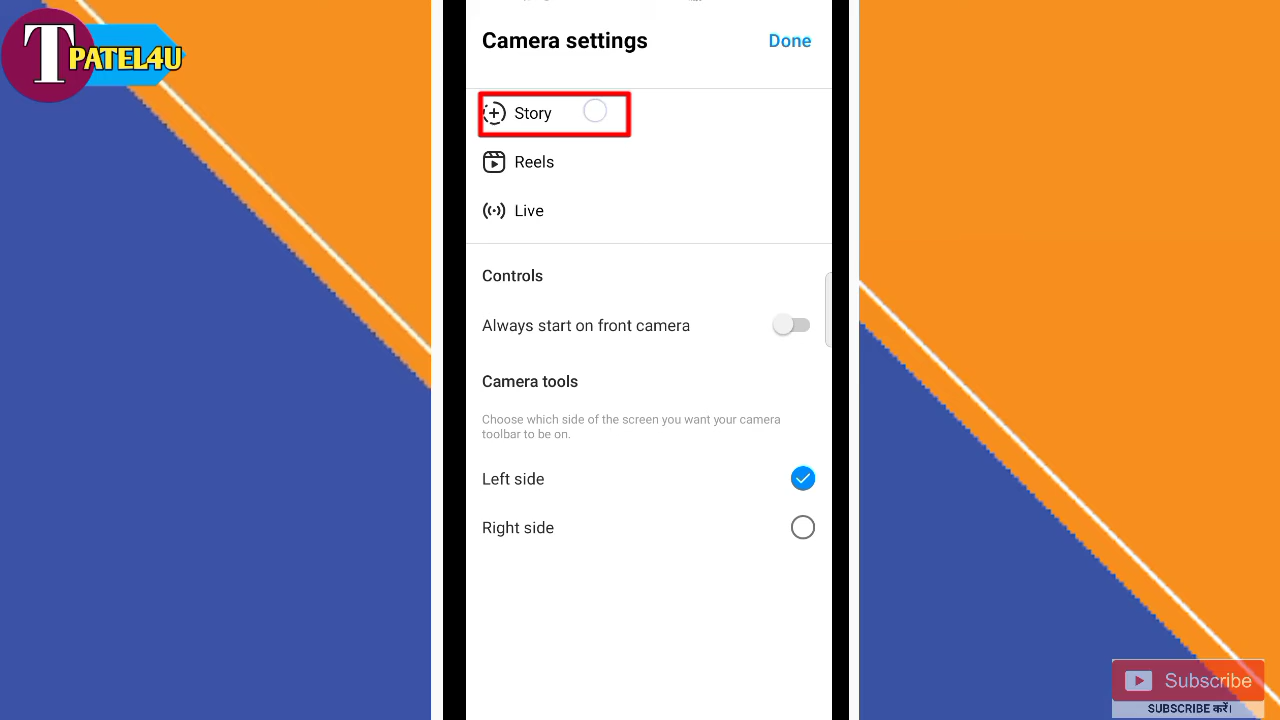 T PATEL4U
Camera settings
Done
Story
Reels
Live
Controls
Always start on front camera
Camera tools
Choose which side of the screen you want your camera
toolbar to be on.
Left side
Right side
Subscribe
SUBSCRIBE करें।